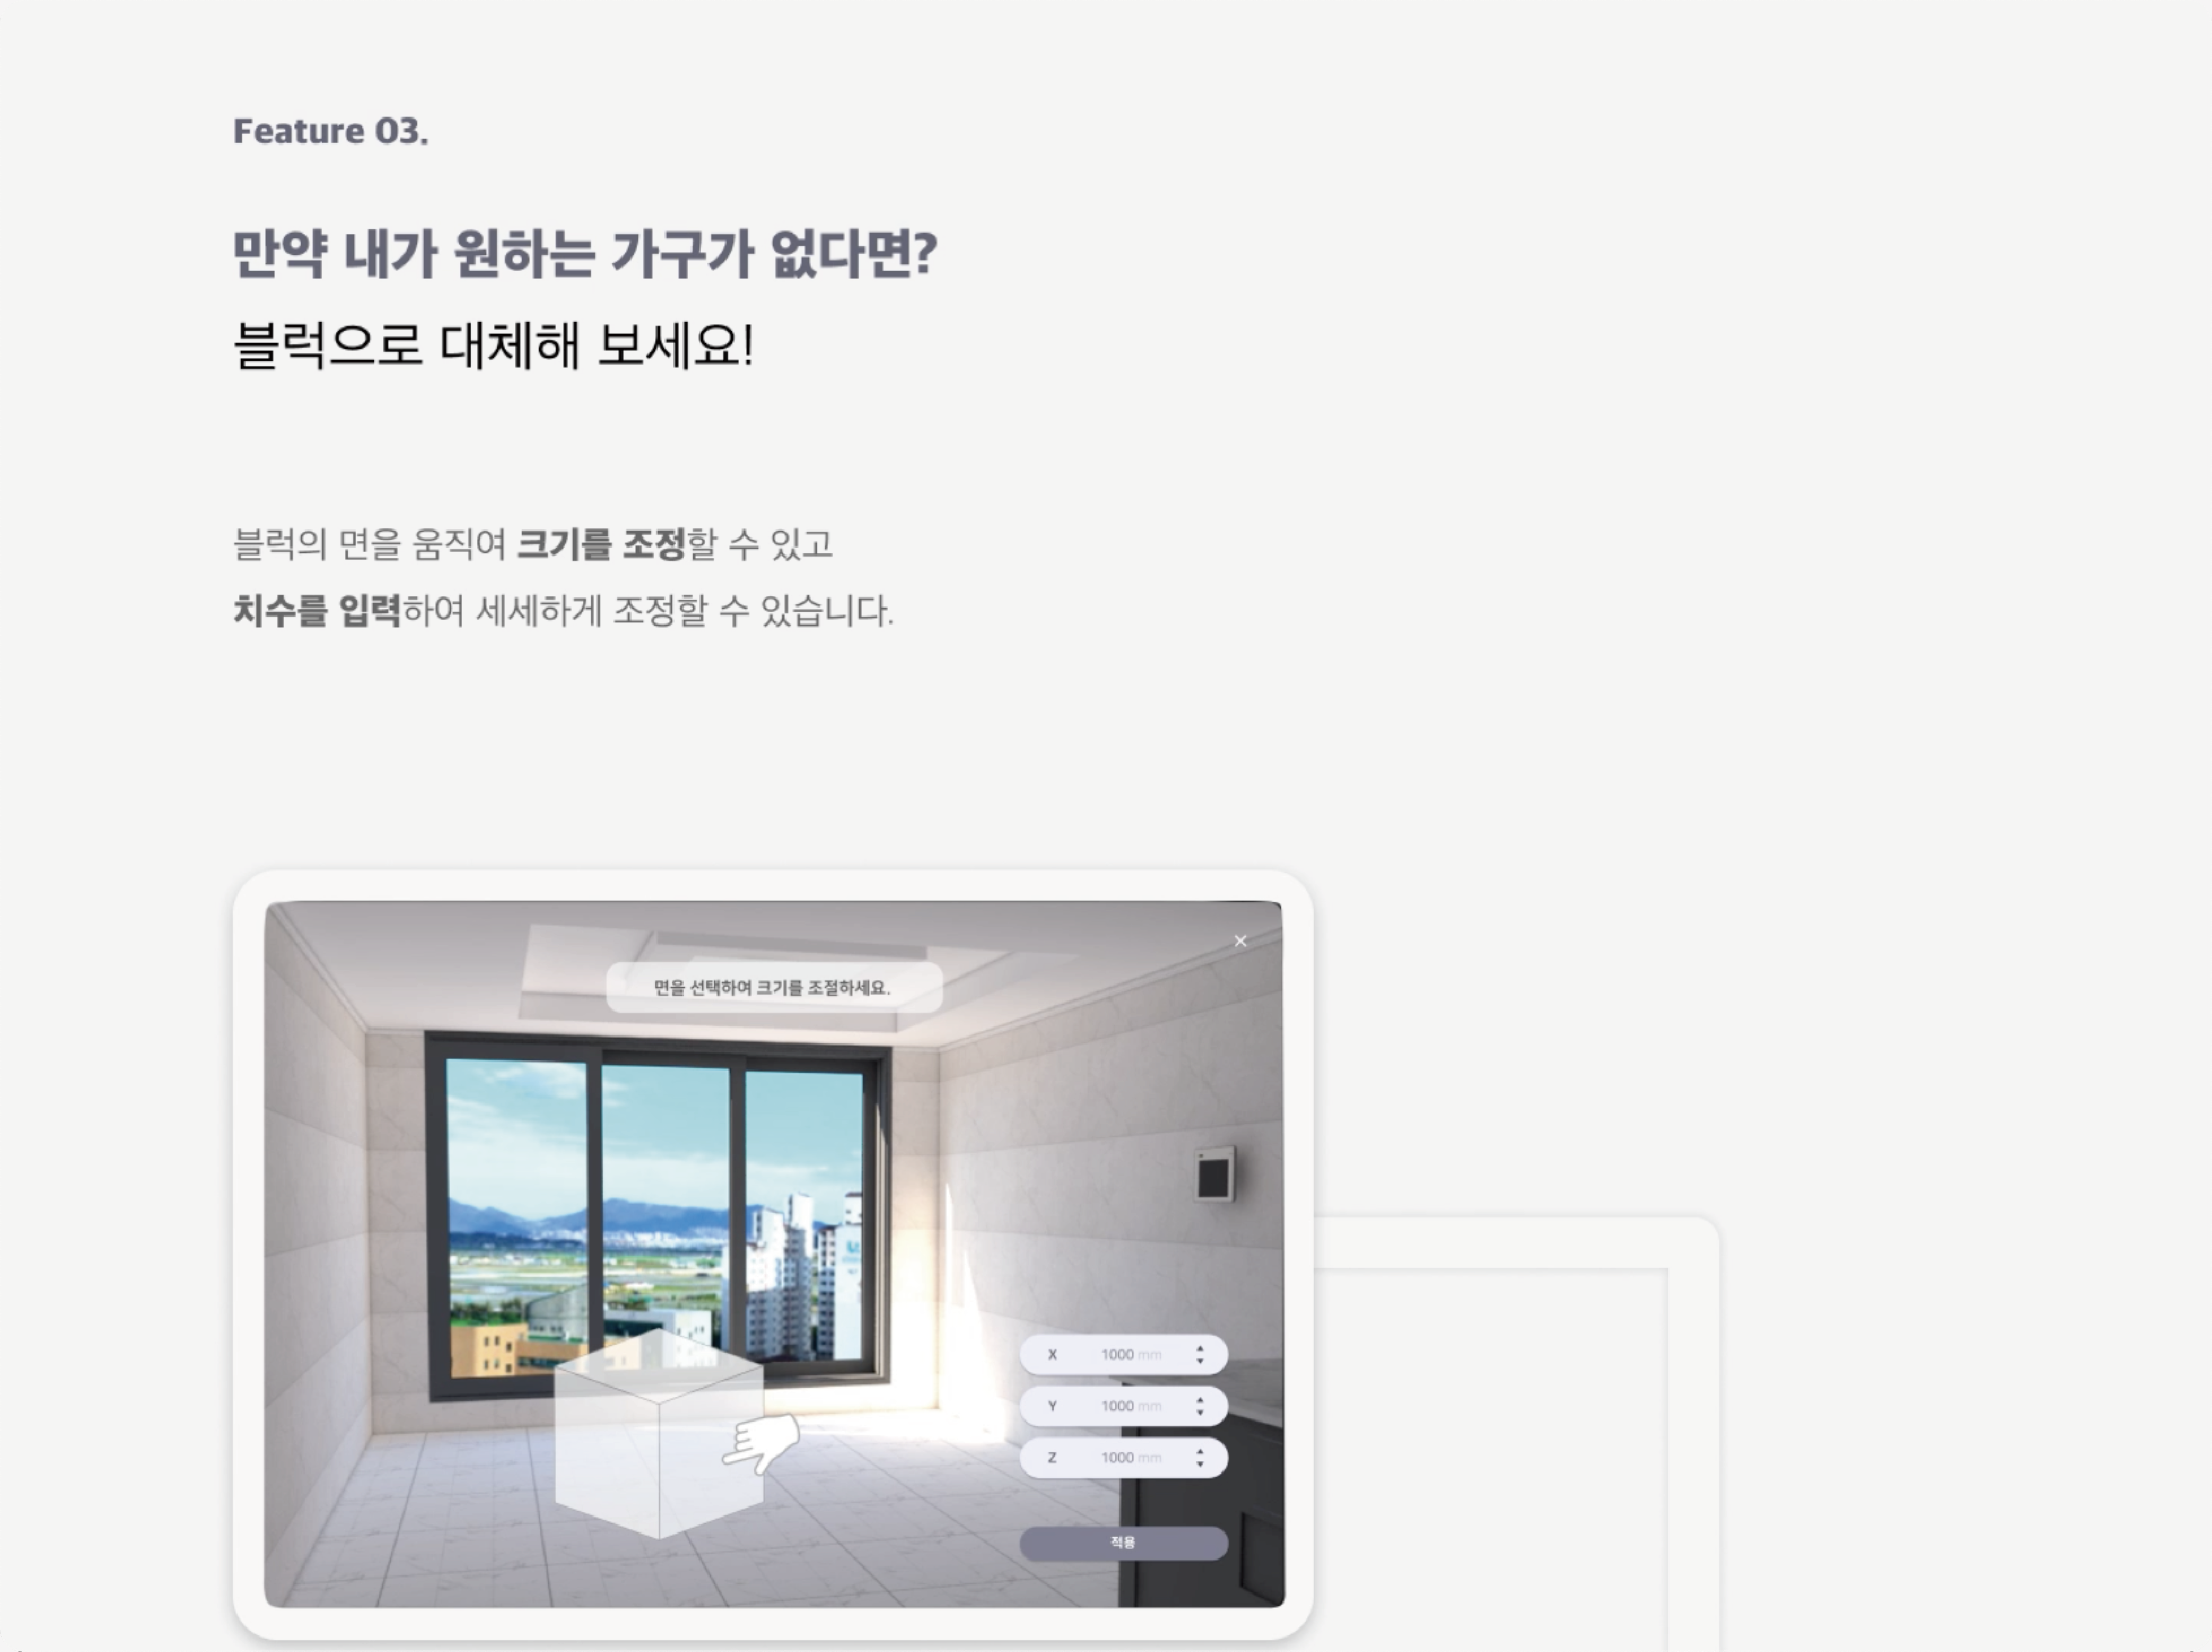 Feature 03.
만약 내가 원하는 가구가 없다면?
블럭으로 대체해 보세요!
블럭의 면을 움직여 크기를 조정할 수 있고
치수를 입력하여 세세하게 조정할 수 있습니다.
면을 선택하여 크기를 조절하세요.
X 1000 mm
Y 1000 mm
Z 1000 mm
적용